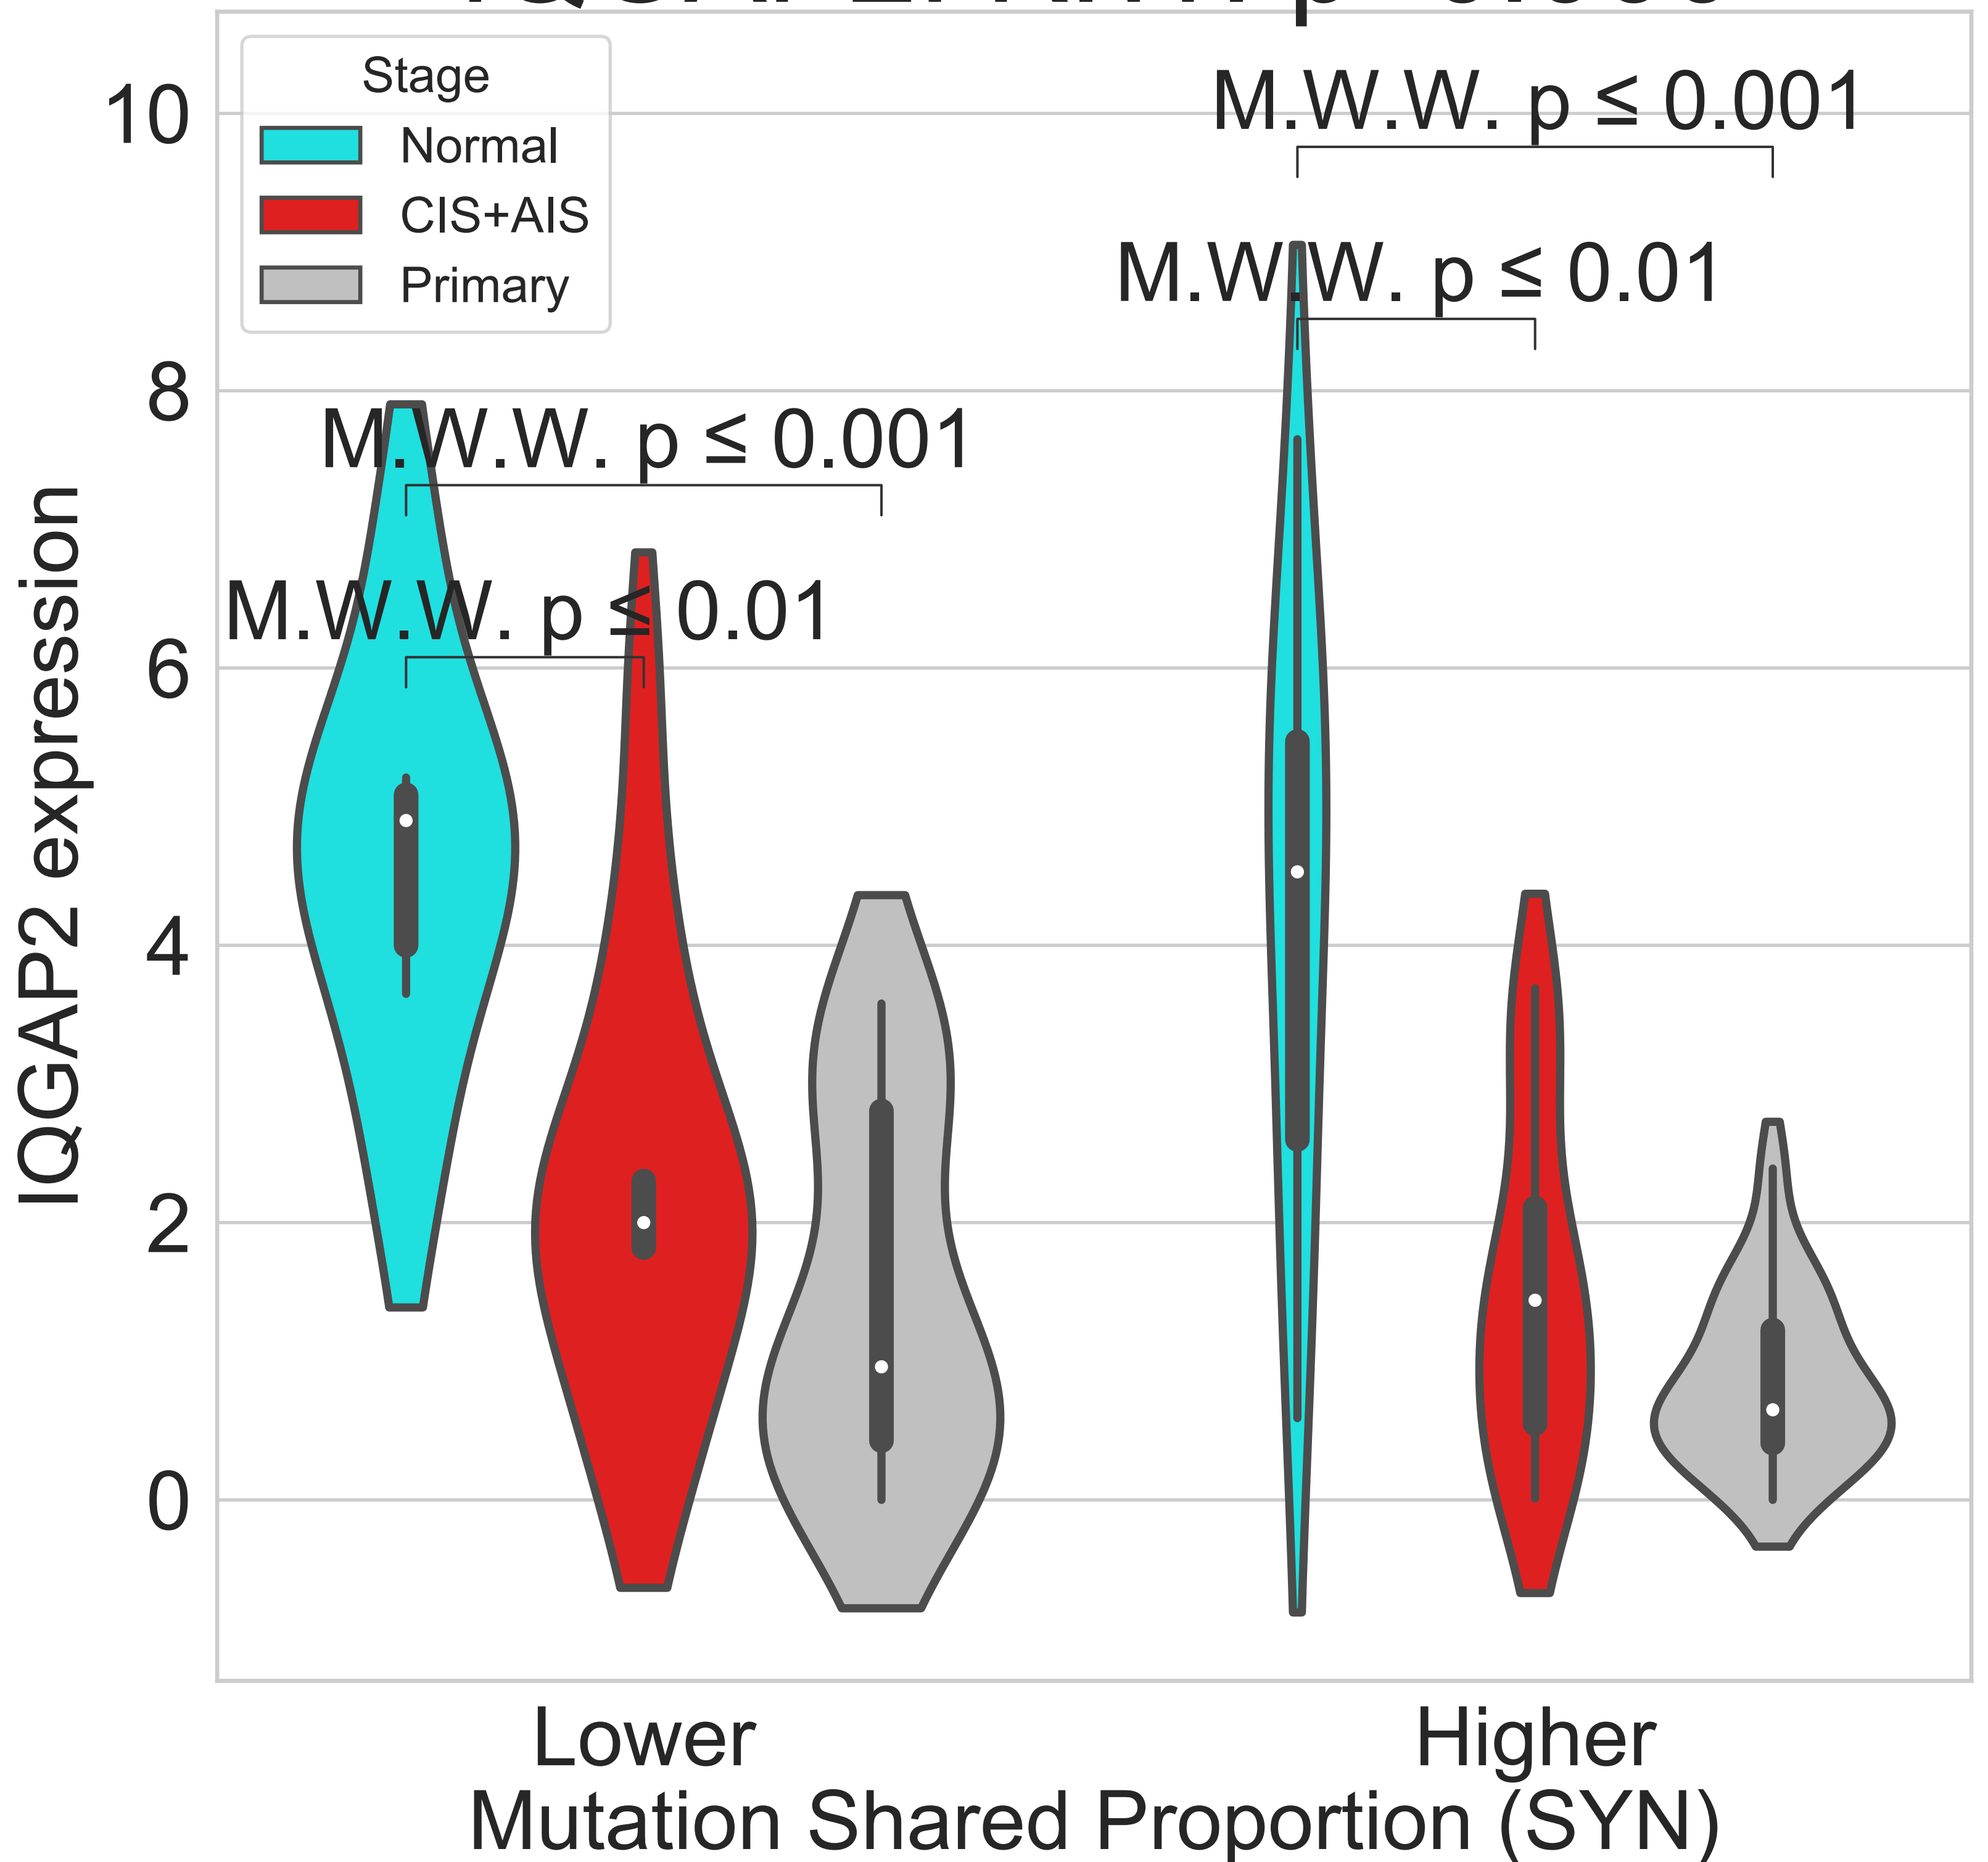 Stage
Normal
CIS+AIS
Primary
M.W.W. p ≤ 0.001
M.W.W. p ≤ 0.01
M.W.W. p ≤ 0.001
M.W.W. p ≤ 0.01
10
8
6
4
2
0
IQGAP2 expression
Lower
Higher
Mutation Shared Proportion (SYN)